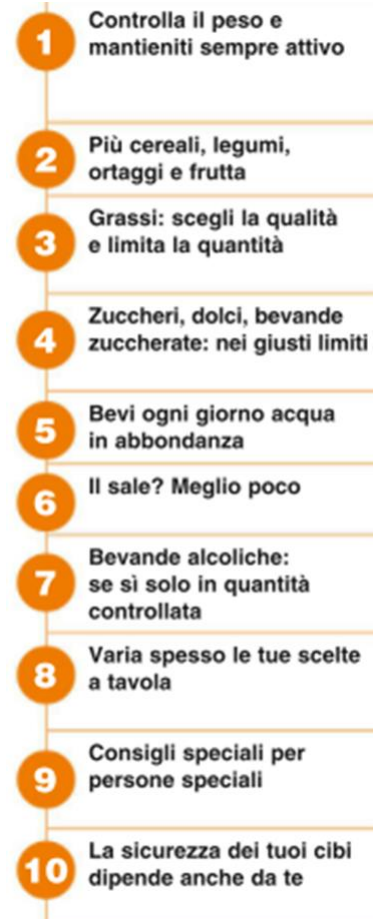 1
Controlla il peso e
mantieniti sempre attivo
2
Più cereali, legumi,
ortaggi e frutta
3
Grassi: scegli la qualità
e limita la quantità
4
Zuccheri, dolci, bevande
zuccherate: nei giusti limiti
5
Bevi ogni giorno acqua
in abbondanza
6
Il sale? Meglio poco
7
Bevande alcoliche:
se sì solo in quantità
controllata
8
Varia spesso le tue scelte
a tavola
9
Consigli speciali per
persone speciali
10
La sicurezza dei tuoi cibi
dipende anche da te